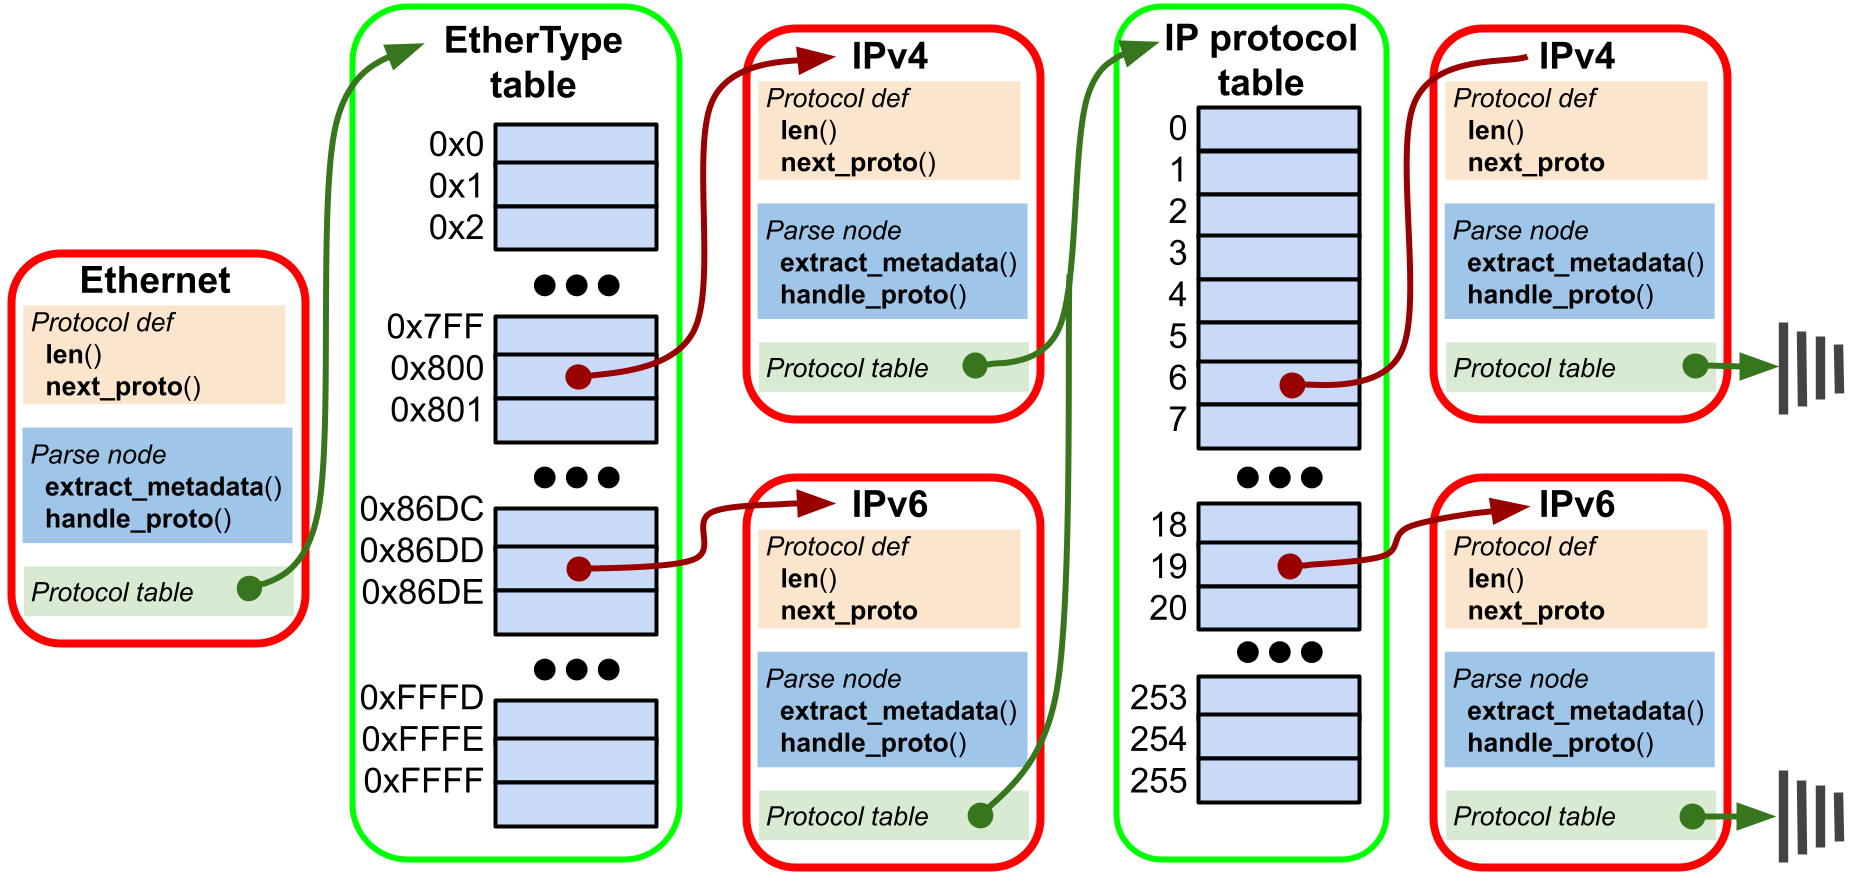 Ethernet
Protocol def
len()
next_proto()
Parse node
extract_metadata()
handle_proto()
Protocol table
EtherType
table
0x0
0x1
0x2
0x7FF
0x800
0x801
0x86DC
0x86DD
0x86DE
0xFFFD
0xFFFE
0xFFFF
IPv4
Protocol def
len()
next_proto()
Parse node
extract_metadata()
handle_proto()
Protocol table
IPv6
Protocol def
len()
next_proto
Parse node
extract_metadata()
handle_proto()
Protocol table
IP protocol
table
0
1
2
3
4
5
6
7
18
19
20
253
254
255
IPv4
Protocol def
len()
next_proto
Parse node
extract_metadata()
handle_proto()
Protocol table
IPv6
Protocol def
len()
next_proto
Parse node
extract_metadata()
handle_proto()
Protocol table